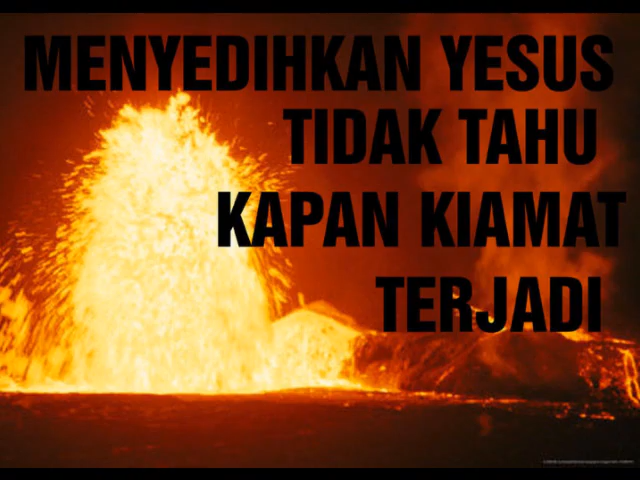 MENYEDIHKAN YESUS
TIDAK TAHU
KAPAN KIAMAT
TERJADI